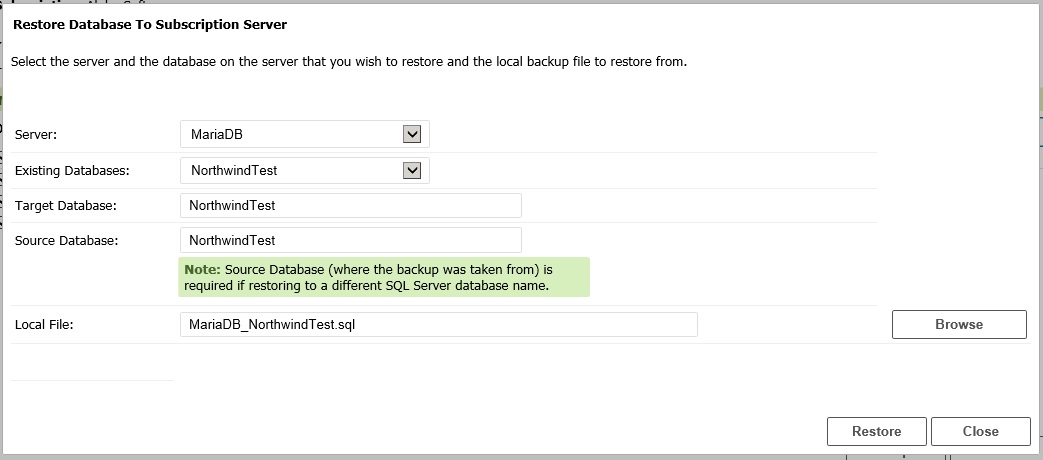 Restore Database To Subscription Server
Select the server and the database on the server that you wish to restore and the local backup file to restore from.
Server:
MariaDB
Existing Databases:
NorthwindTest
Target Database:
NorthwindTest
Source Database:
NorthwindTest
Note: Source Database (where the backup was taken from) is
required if restoring to a different SQL Server database name.
Local File:
MariaDB_NorthwindTest.sql
Browse
Restore
Close